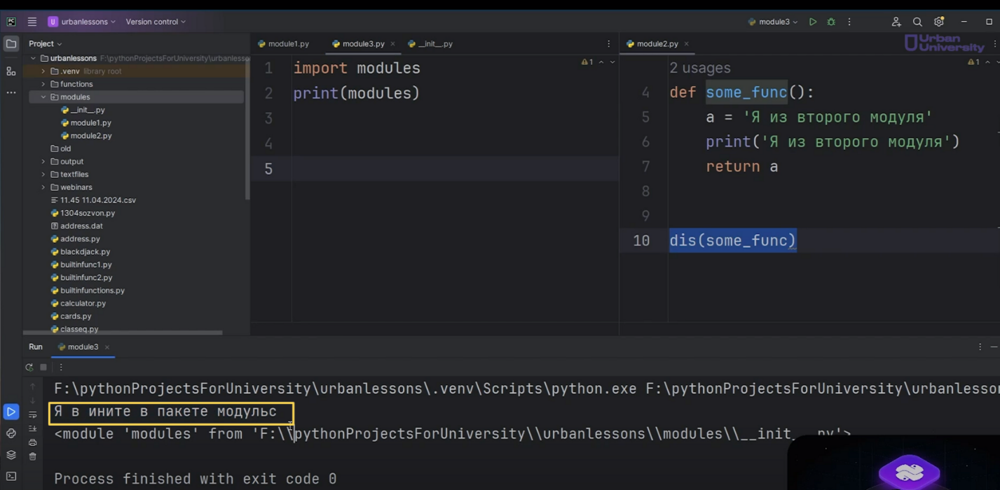 PC
U urbanlessons
Version control
module3
Urban
University
Project
urbanlessons F:\pythonProjectsForUniversity\urbanlesso
.venv library root
functions
modules
__init__.py
module1.py
module2.py
old
output
textfiles
webinars
11.45 11.04.2024.csv
1304sozvon.py
address.dat
address.py
blackdjack.py
builtinfunc1.py
builtinfunc2.py
builtinfunctions.py
calculator.py
cards.py
classeq.py
module1.py
module3.py
__init__.py
1
1 import modules
2 print(modules)
3
4
5
module2.py
1
2 usages
4 def some_func():
5 a = 'Я из второго модуля'
6 print('Я из второго модуля')
7 return a
8
9
10 dis(some_func)
Run
module3
F:\pythonProjectsForUniversity\urbanlessons\.venv\Scripts\python.exe F:\pythonProjectsForUniversity\urbanlesson
Я в ините в пакете модульс
<module 'modules' from 'F:\\pythonProjectsForUniversity\\urbanlessons\\modules\\__init__.py'>
Process finished with exit code 0